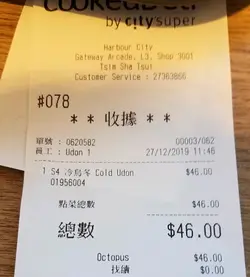 cookedDeli
by city'super
Harbour City
Gateway Arcade, L3, Shop 3001
Tsim Sha Tsui
Customer Service : 27363866
#078
** 收據 **
單號 : 0620582 00003/062
員工 : Udon 1 27/12/2019 11:46
1 S4 冷烏冬 Cold Udon $46.00
01956004
點菜總數 $46.00
總數 $46.00
Octopus $46.00
找續 $0.00